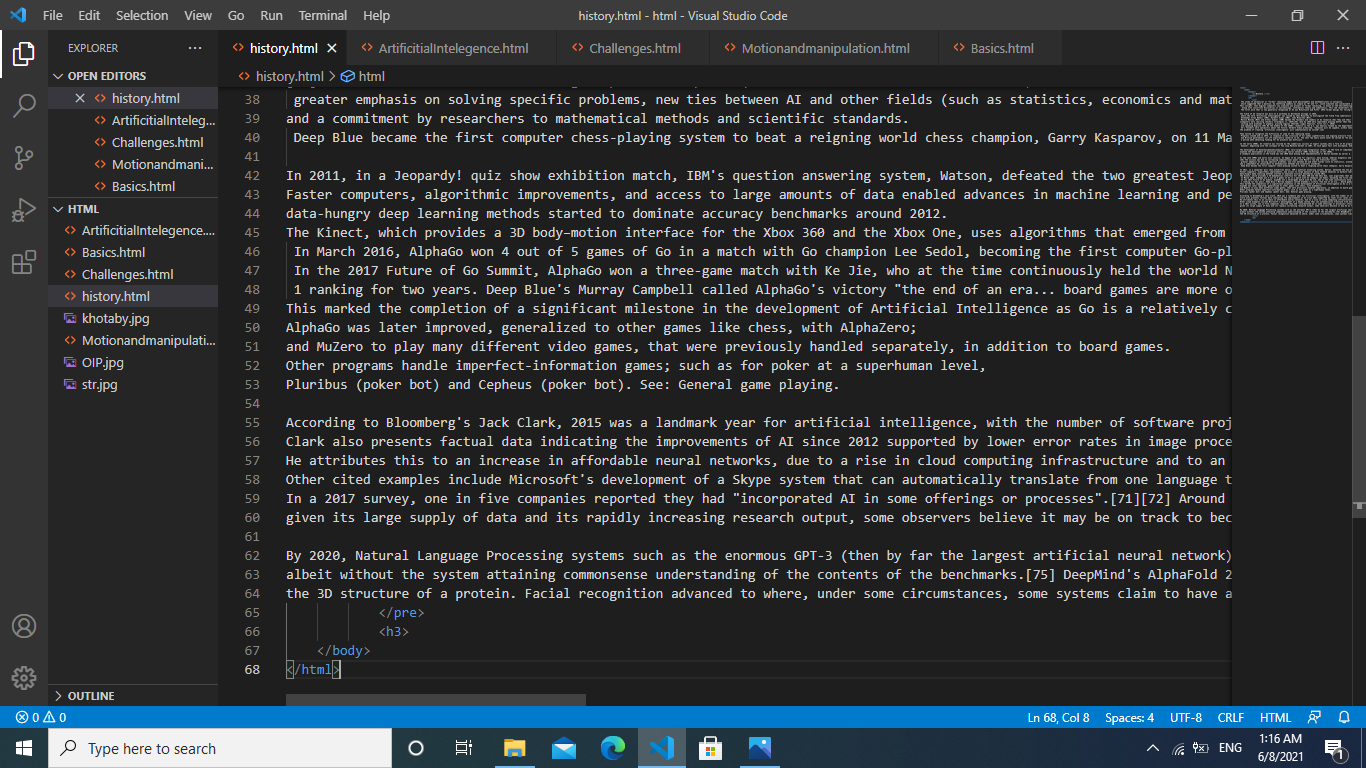 File Edit Selection View Go Run Terminal Help
history.html - html - Visual Studio Code
EXPLORER
history.html
ArtificitialIntelegence.html
Challenges.html
Motionandmanipulation.html
Basics.html
OPEN EDITORS
history.html
ArtificitialInteleg...
Challenges.html
Motionandmani...
Basics.html
HTML
ArtificitialIntelegence....
Basics.html
Challenges.html
history.html
khotaby.jpg
Motionandmanipulati...
OIP.jpg
str.jpg
OUTLINE
history.html > html
38 greater emphasis on solving specific problems, new ties between AI and other fields (such as statistics, economics and mat
39 and a commitment by researchers to mathematical methods and scientific standards.
40 Deep Blue became the first computer chess-playing system to beat a reigning world chess champion, Garry Kasparov, on 11 Ma
41
42 In 2011, in a Jeopardy! quiz show exhibition match, IBM's question answering system, Watson, defeated the two greatest Jeop
43 Faster computers, algorithmic improvements, and access to large amounts of data enabled advances in machine learning and pe
44 data-hungry deep learning methods started to dominate accuracy benchmarks around 2012.
45 The Kinect, which provides a 3D body–motion interface for the Xbox 360 and the Xbox One, uses algorithms that emerged from
46 In March 2016, AlphaGo won 4 out of 5 games of Go in a match with Go champion Lee Sedol, becoming the first computer Go-pl
47 In the 2017 Future of Go Summit, AlphaGo won a three-game match with Ke Jie, who at the time continuously held the world N
48 1 ranking for two years. Deep Blue's Murray Campbell called AlphaGo's victory "the end of an era... board games are more o
49 This marked the completion of a significant milestone in the development of Artificial Intelligence as Go is a relatively c
50 AlphaGo was later improved, generalized to other games like chess, with AlphaZero;
51 and MuZero to play many different video games, that were previously handled separately, in addition to board games.
52 Other programs handle imperfect-information games; such as for poker at a superhuman level,
53 Pluribus (poker bot) and Cepheus (poker bot). See: General game playing.
54
55 According to Bloomberg's Jack Clark, 2015 was a landmark year for artificial intelligence, with the number of software proj
56 Clark also presents factual data indicating the improvements of AI since 2012 supported by lower error rates in image proce
57 He attributes this to an increase in affordable neural networks, due to a rise in cloud computing infrastructure and to an
58 Other cited examples include Microsoft's development of a Skype system that can automatically translate from one language t
59 In a 2017 survey, one in five companies reported they had "incorporated AI in some offerings or processes".[71][72] Around
60 given its large supply of data and its rapidly increasing research output, some observers believe it may be on track to bec
61
62 By 2020, Natural Language Processing systems such as the enormous GPT-3 (then by far the largest artificial neural network)
63 albeit without the system attaining commonsense understanding of the contents of the benchmarks.[75] DeepMind's AlphaFold 2
64 the 3D structure of a protein. Facial recognition advanced to where, under some circumstances, some systems claim to have a
65 </pre>
66 <h3>
67 </body>
68 </html>
0 0
Ln 68, Col 8 Spaces: 4 UTF-8 CRLF HTML
Type here to search
ENG
1:16 AM
6/8/2021
1